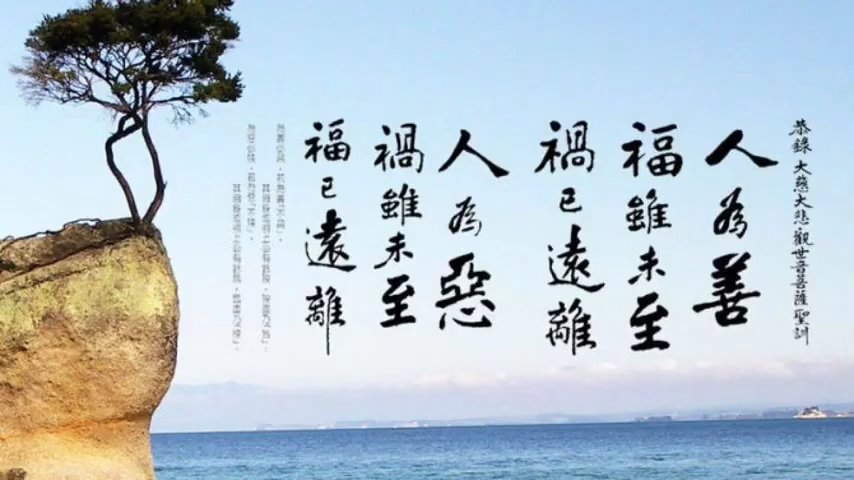 恭錄 大慈大悲觀世音菩薩聖訓
人為善
福雖未至
禍已遠離
人為惡
禍雖未至
福已遠離